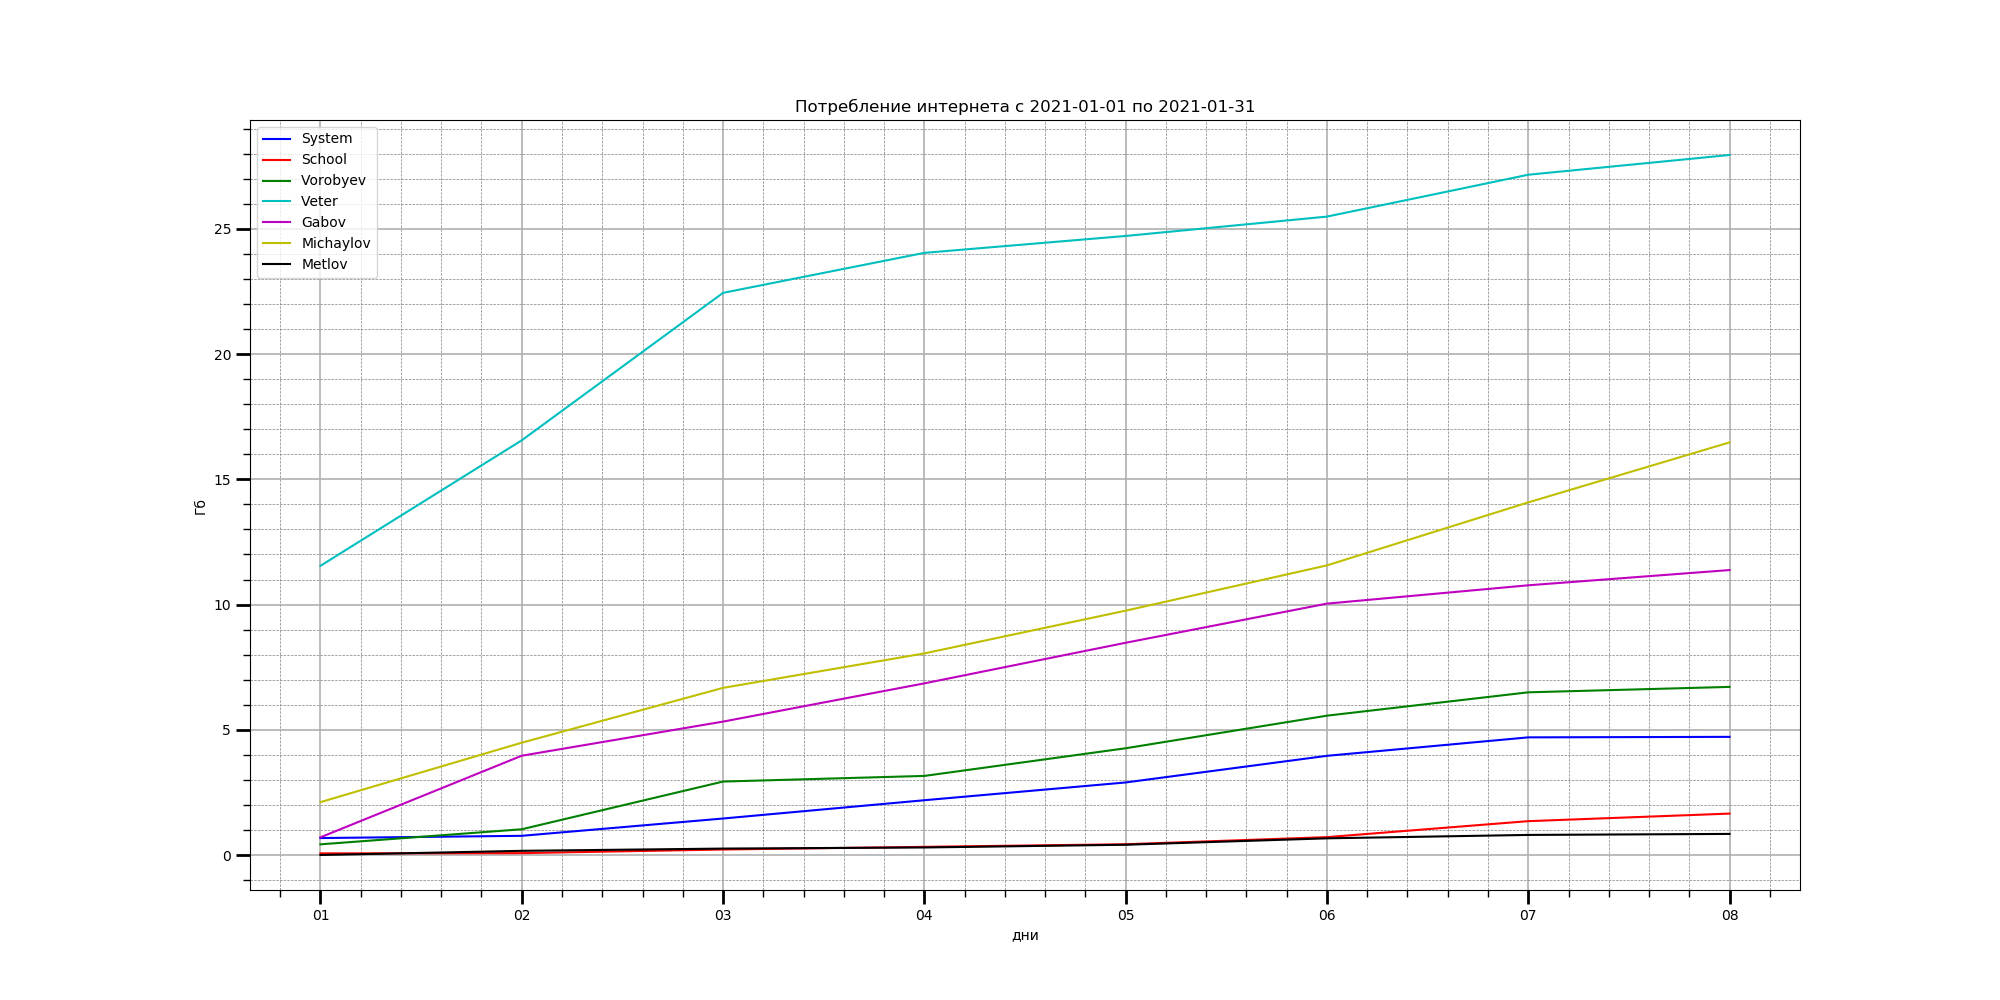 Потребление интернета с 2021-01-01 по 2021-01-31
System
School
Vorobyev
Veter
Gabov
Michaylov
Metlov
25
20
15
10
5
0
Гб
01 02 03 04 05 06 07 08
дни